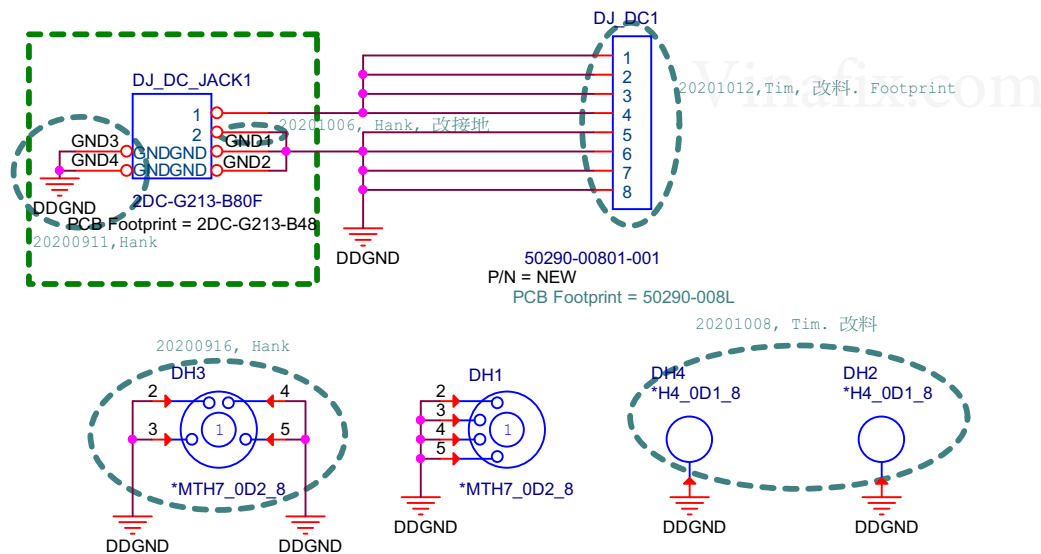 DJ_DC1
Vinafix.com
DJ_DC_JACK1
1
2
3
4
5
6
7
8
20201012,Tim, 改料. Footprint
1
2
20201006, Hank, 改接地
GND3
GND4
GNDGND
GNDGND
GND1
GND2
DDGND
2DC-G213-B80F
PCB Footprint = 2DC-G213-B48
20200911,Hank
DDGND
50290-00801-001
P/N = NEW
PCB Footprint = 50290-008L
20200916, Hank
20201008, Tim. 改料
DH3
2
4
3
5
1
*MTH7_0D2_8
DDGND
DDGND
DH1
2
3
4
5
1
*MTH7_0D2_8
DDGND
DH4
*H4_0D1_8
DDGND
DH2
*H4_0D1_8
DDGND